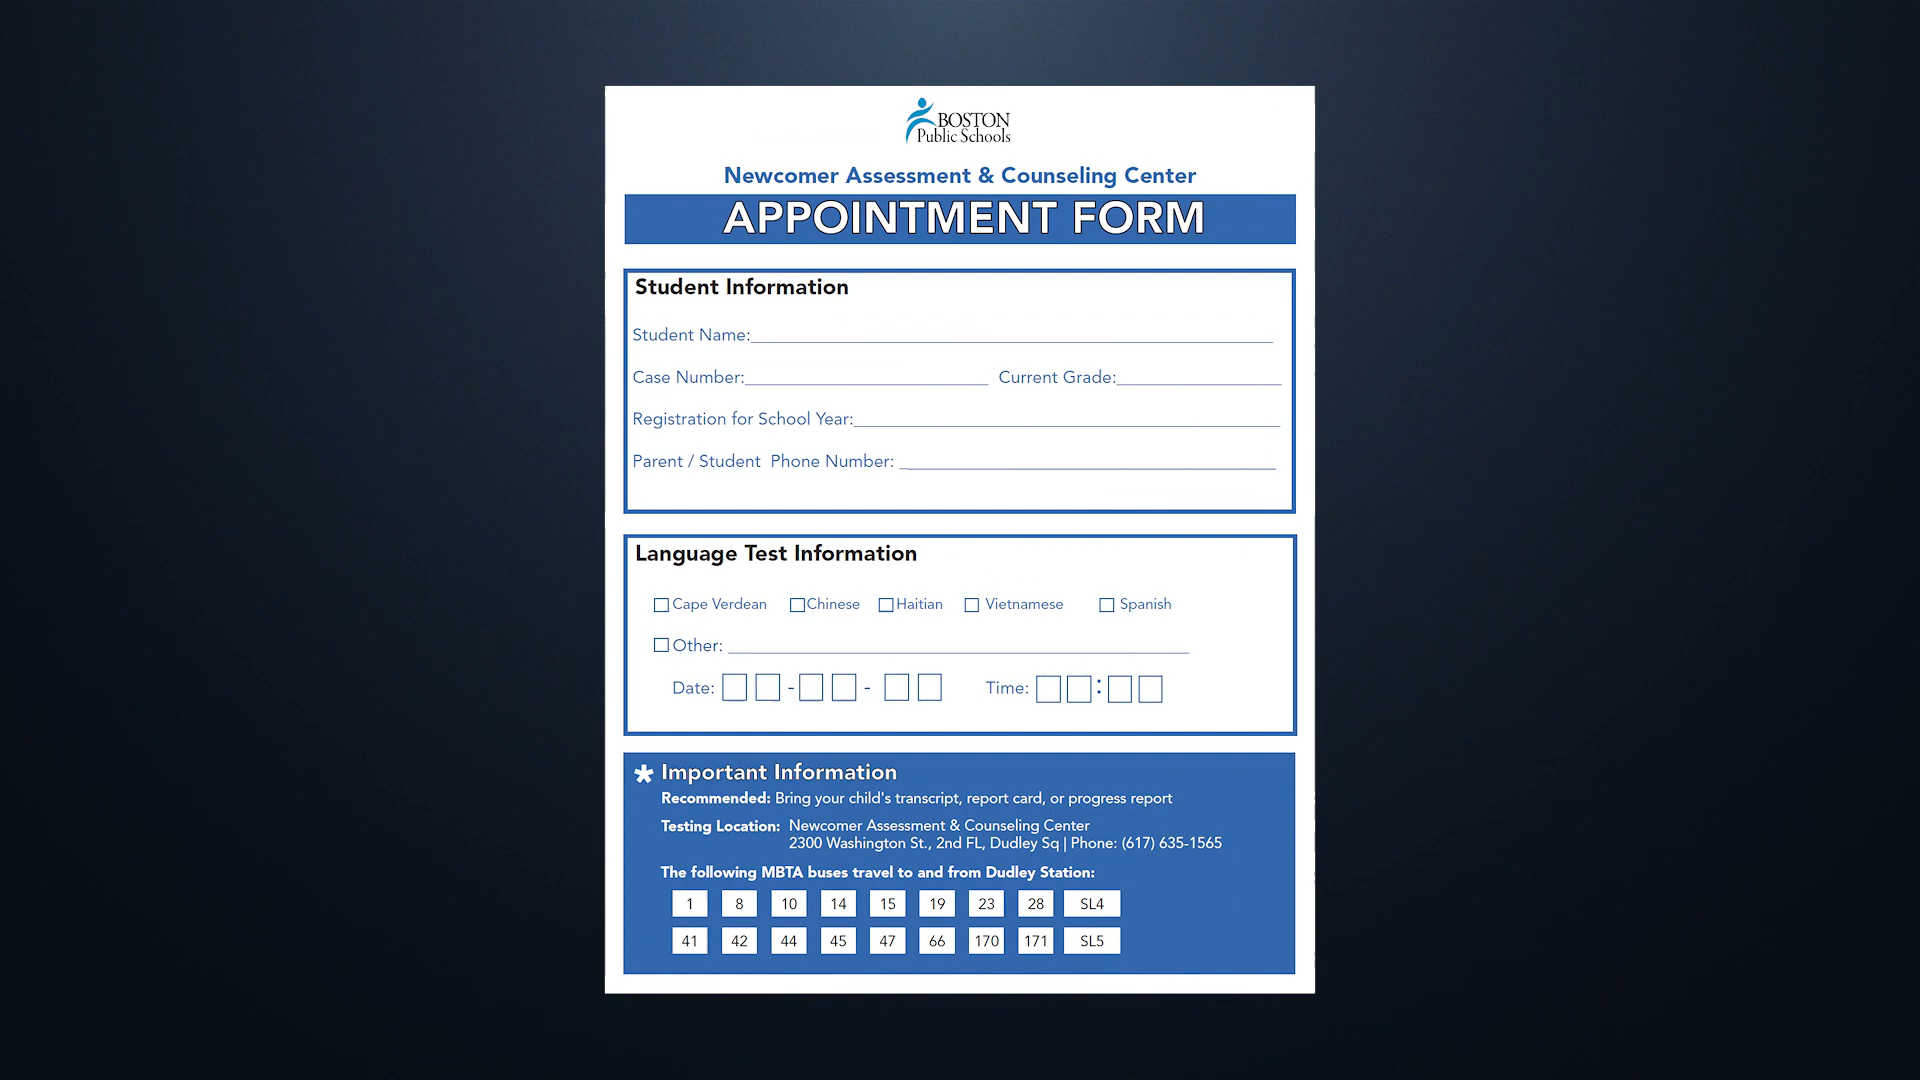 BOSTON
Public Schools
Newcomer Assessment & Counseling Center
APPOINTMENT FORM
Student Information
Student Name:
Case Number: Current Grade:
Registration for School Year:
Parent / Student Phone Number:
Language Test Information
Cape Verdean Chinese Haitian Vietnamese Spanish
Other:
Date: - - Time: :
* Important Information
Recommended: Bring your child's transcript, report card, or progress report
Testing Location: Newcomer Assessment & Counseling Center
2300 Washington St., 2nd FL, Dudley Sq | Phone: (617) 635-1565
The following MBTA buses travel to and from Dudley Station:
1 8 10 14 15 19 23 28 SL4
41 42 44 45 47 66 170 171 SL5